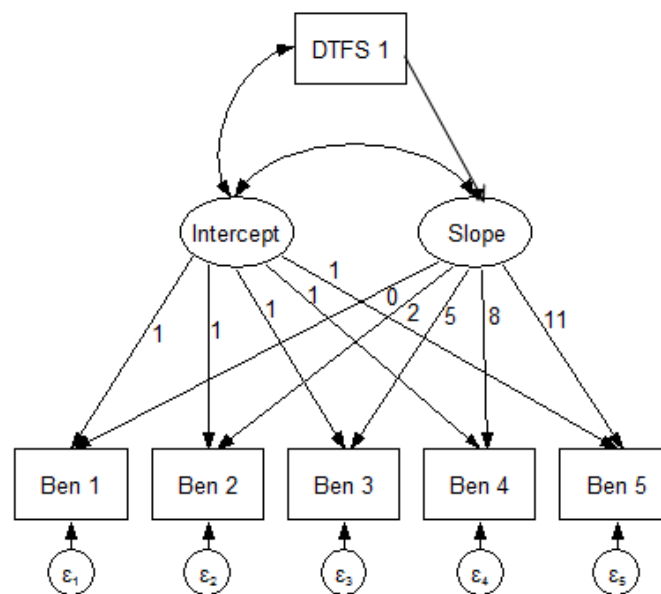 DTFS 1
Intercept Slope
1 1 1 1 1 0 2 5 8 11
Ben 1 Ben 2 Ben 3 Ben 4 Ben 5
ε₁ ε₂ ε₃ ε₄ ε₅